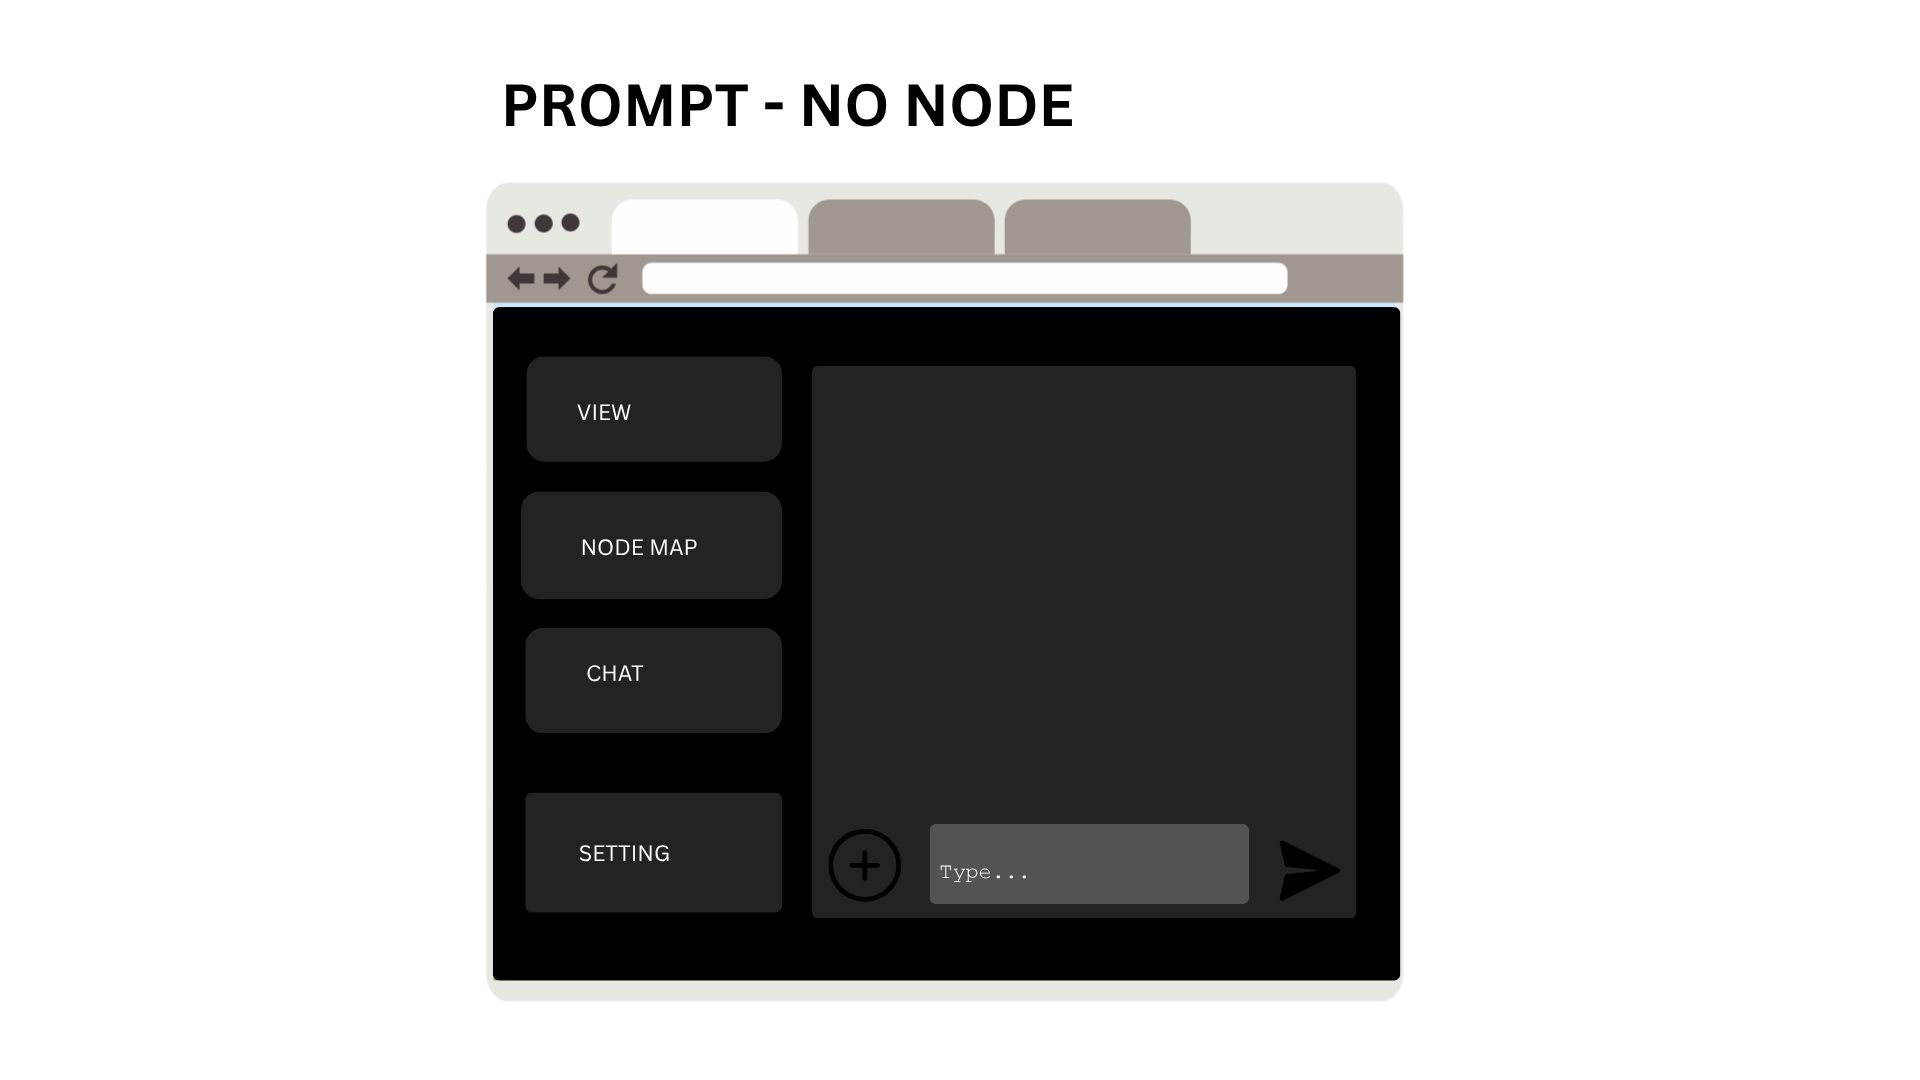 PROMPT - NO NODE
VIEW
NODE MAP
CHAT
SETTING
Type...